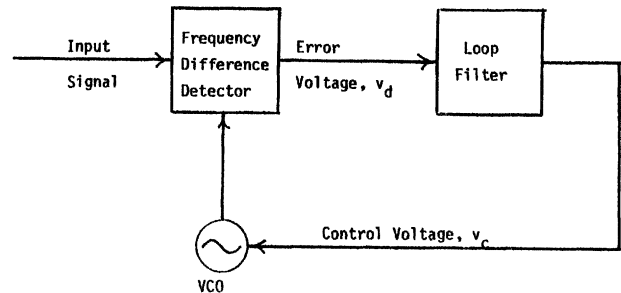 Input
Signal
Frequency
Difference
Detector
Error
Voltage, v_d
Loop
Filter
Control Voltage, v_c
VCO